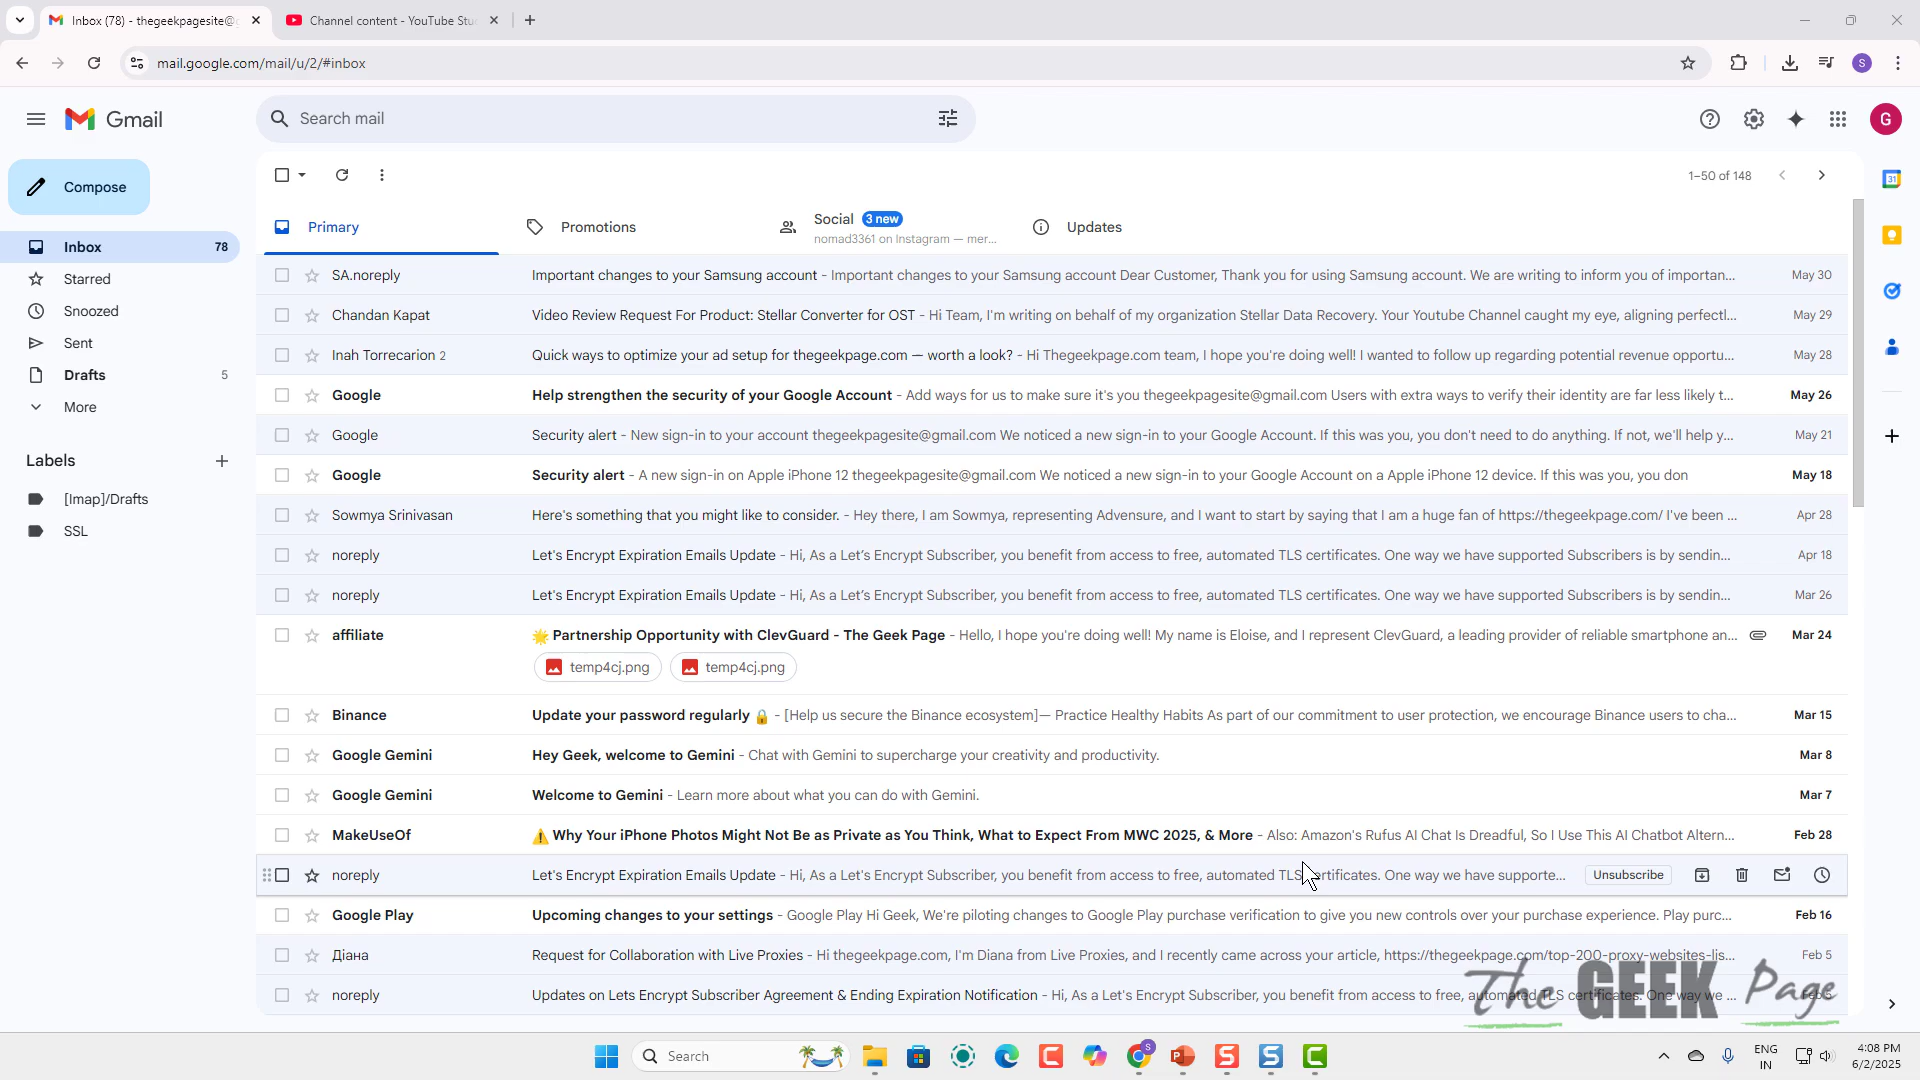 Inbox (78) - thegeekpagesite@
Channel content - YouTube Stu
mail.google.com/mail/u/2/#inbox
S
Gmail
Search mail
G
Compose
1–50 of 148
Primary
Promotions
Social 3 new
nomad3361 on Instagram — mer...
Updates
Inbox 78
Starred
Snoozed
Sent
Drafts 5
More
Labels
[Imap]/Drafts
SSL
SA.noreply Important changes to your Samsung account - Important changes to your Samsung account Dear Customer, Thank you for using Samsung account. We are writing to inform you of importan... May 30
Chandan Kapat Video Review Request For Product: Stellar Converter for OST - Hi Team, I'm writing on behalf of my organization Stellar Data Recovery. Your Youtube Channel caught my eye, aligning perfectl... May 29
Inah Torrecarion 2 Quick ways to optimize your ad setup for thegeekpage.com — worth a look? - Hi Thegeekpage.com team, I hope you're doing well! I wanted to follow up regarding potential revenue opportu... May 28
Google Help strengthen the security of your Google Account - Add ways for us to make sure it's you thegeekpagesite@gmail.com Users with extra ways to verify their identity are far less likely t... May 26
Google Security alert - New sign-in to your account thegeekpagesite@gmail.com We noticed a new sign-in to your Google Account. If this was you, you don't need to do anything. If not, we'll help y... May 21
Google Security alert - A new sign-in on Apple iPhone 12 thegeekpagesite@gmail.com We noticed a new sign-in to your Google Account on a Apple iPhone 12 device. If this was you, you don May 18
Sowmya Srinivasan Here's something that you might like to consider. - Hey there, I am Sowmya, representing Advensure, and I want to start by saying that I am a huge fan of https://thegeekpage.com/ I've been ... Apr 28
noreply Let's Encrypt Expiration Emails Update - Hi, As a Let's Encrypt Subscriber, you benefit from access to free, automated TLS certificates. One way we have supported Subscribers is by sendin... Apr 18
noreply Let's Encrypt Expiration Emails Update - Hi, As a Let's Encrypt Subscriber, you benefit from access to free, automated TLS certificates. One way we have supported Subscribers is by sendin... Mar 26
affiliate 🌟 Partnership Opportunity with ClevGuard - The Geek Page - Hello, I hope you're doing well! My name is Eloise, and I represent ClevGuard, a leading provider of reliable smartphone an... Mar 24
temp4cj.png temp4cj.png
Binance Update your password regularly 🔒 - [Help us secure the Binance ecosystem]— Practice Healthy Habits As part of our commitment to user protection, we encourage Binance users to cha... Mar 15
Google Gemini Hey Geek, welcome to Gemini - Chat with Gemini to supercharge your creativity and productivity. Mar 8
Google Gemini Welcome to Gemini - Learn more about what you can do with Gemini. Mar 7
MakeUseOf ⚠️ Why Your iPhone Photos Might Not Be as Private as You Think, What to Expect From MWC 2025, & More - Also: Amazon's Rufus AI Chat Is Dreadful, So I Use This AI Chatbot Altern... Feb 28
noreply Let's Encrypt Expiration Emails Update - Hi, As a Let's Encrypt Subscriber, you benefit from access to free, automated TLS certificates. One way we have supporte... Unsubscribe
Google Play Upcoming changes to your settings - Google Play Hi Geek, We're piloting changes to Google Play purchase verification to give you new controls over your purchase experience. Play purc... Feb 16
Діана Request for Collaboration with Live Proxies - Hi thegeekpage.com, I'm Diana from Live Proxies, and I recently came across your article, https://thegeekpage.com/top-200-proxy-websites-lis... Feb 5
noreply Updates on Lets Encrypt Subscriber Agreement & Ending Expiration Notification - Hi, As a Let's Encrypt Subscriber, you benefit from access to free, automated TLS certificates. One way we ... Feb 5
The GEEK Page
Search
ENG
IN
4:08 PM
6/2/2025